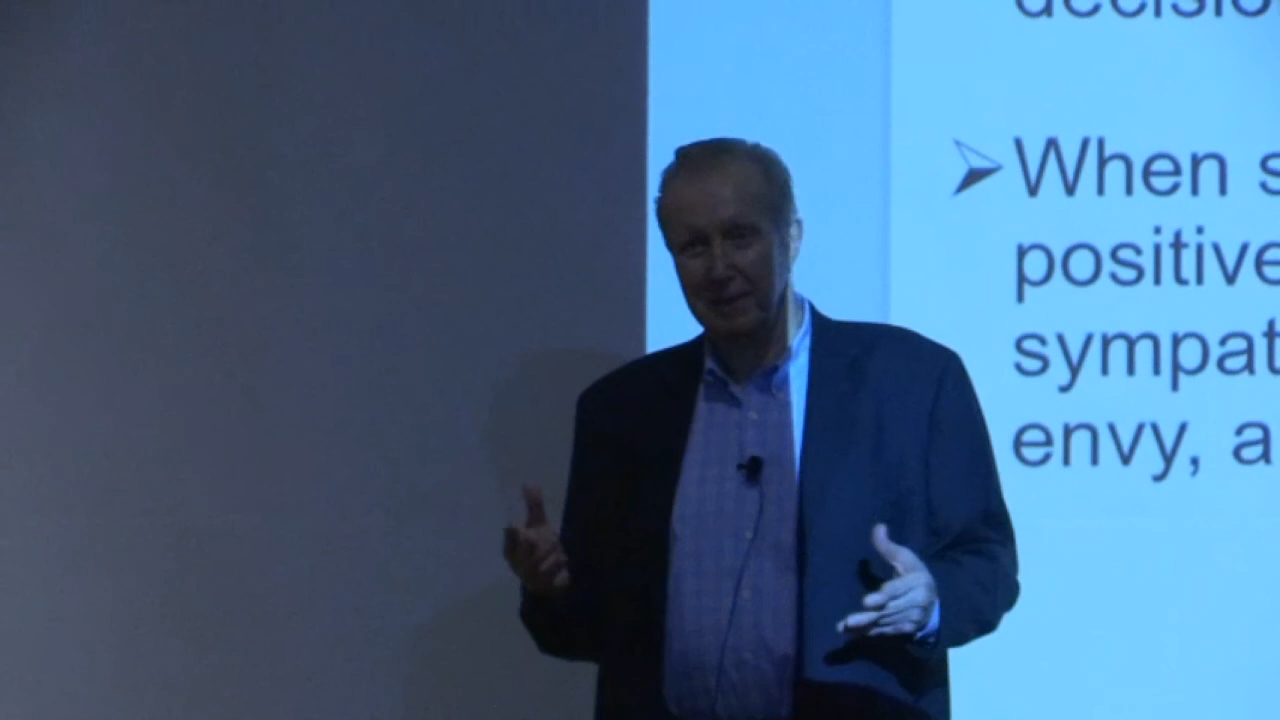 When
positive
sympat
envy, a